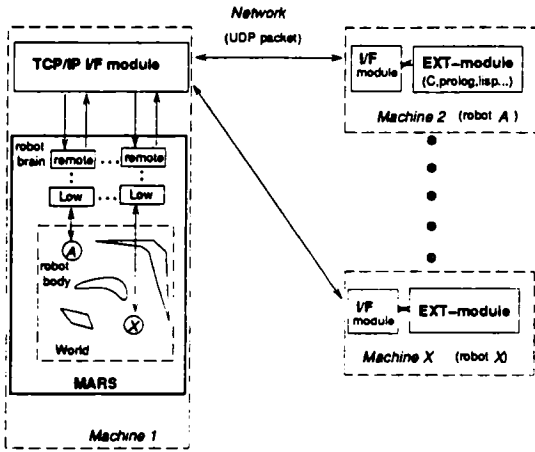 Network
(UDP packet)
TCP/IP I/F module
robot brain
remote ... remote
Low ... Low
A
robot body
X
World
MARS
Machine 1
I/F module
EXT-module
(C,prolog,lisp...)
Machine 2 (robot A)
I/F module
EXT-module
Machine X (robot X)